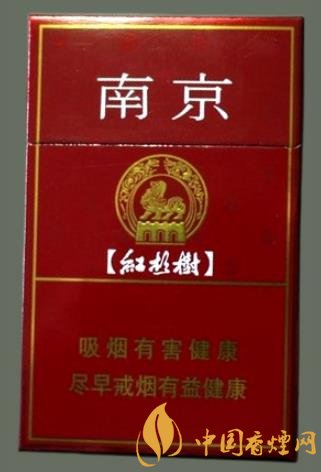 南京
【紅杉樹】
吸烟有害健康
尽早戒烟有益健康
中国香烟网